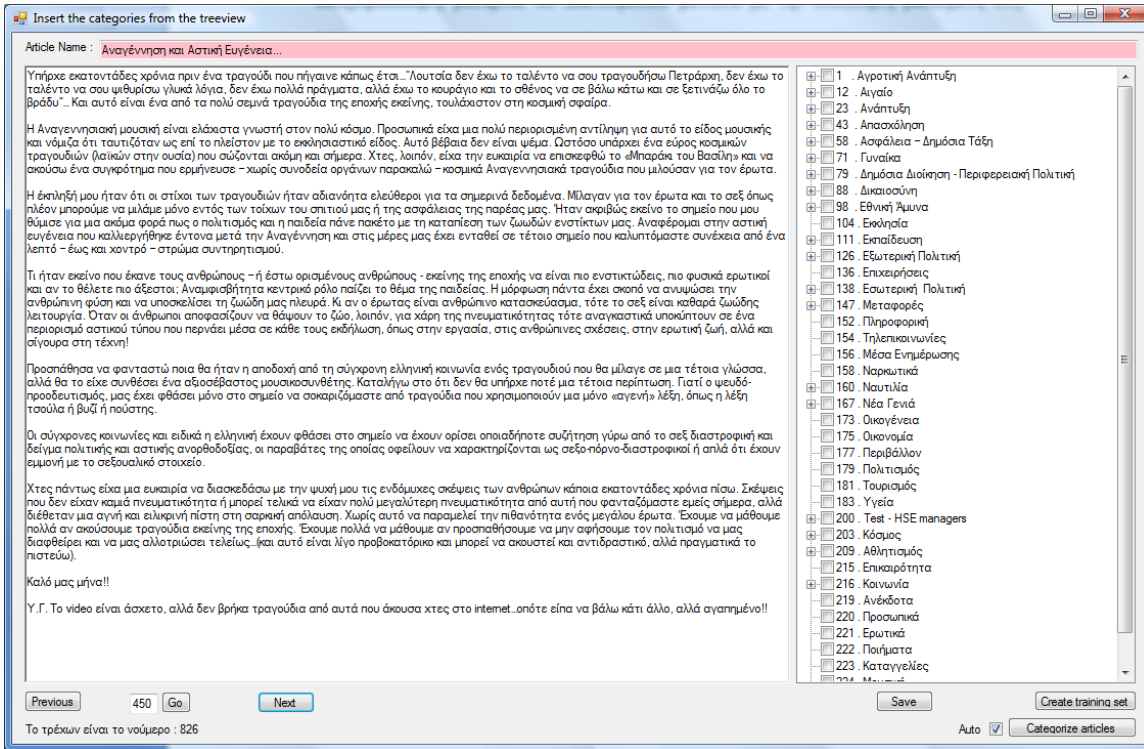 Insert the categories from the treeview
Article Name : Αναγέννηση και Αστική Ευγένεια...
Υπήρχε εκατοντάδες χρόνια πριν ένα τραγούδι που πήγαινε κάπως έτσι..."Λουτσία δεν έχω το ταλέντο να σου τραγουδήσω Πετράρχη, δεν έχω το
ταλέντο να σου ψιθυρίσω γλυκά λόγια, δεν έχω πολλά πράγματα, αλλά έχω το κουράγιο και το σθένος να σε βάλω κάτω και σε ξετινάζω όλο το
βράδυ"... Και αυτό είναι ένα από τα πολύ σεμνά τραγούδια της εποχής εκείνης, τουλάχιστον στη κοσμική σφαίρα.
Η Αναγεννησιακή μουσική είναι ελάχιστα γνωστή στον πολύ κόσμο. Προσωπικά είχα μια πολύ περιορισμένη αντίληψη για αυτό το είδος μουσικής
και νόμιζα ότι ταυτιζόταν ως επί το πλείστον με το εκκλησιαστικό είδος. Αυτό βέβαια δεν είναι ψέμα. Ωστόσο υπάρχει ένα εύρος κοσμικών
τραγουδιών (λαϊκών στην ουσία) που σώζονται ακόμη και σήμερα. Χτες, λοιπόν, είχα την ευκαιρία να επισκεφθώ το «Μπαράκι του Βασίλη» και να
ακούσω ένα συγκρότημα που ερμήνευσε – χωρίς συνοδεία οργάνων παρακαλώ – κοσμικά Αναγεννησιακά τραγούδια που μιλούσαν για τον έρωτα.
Η έκπληξή μου ήταν ότι οι στίχοι των τραγουδιών ήταν αδιανόητα ελεύθεροι για τα σημερινά δεδομένα. Μίλαγαν για τον έρωτα και το σεξ όπως
πλέον μπορούμε να μιλάμε μόνο εντός των τοίχων του σπιτιού μας ή της ασφάλειας της παρέας μας. Ήταν ακριβώς εκείνο το σημείο που μου
θύμισε για μια ακόμα φορά πως ο πολιτισμός και η παιδεία πάνε πακέτο με τη καταπίεση των ζωωδών ενστίκτων μας. Αναφέρομαι στην αστική
ευγένεια που καλλιεργήθηκε έντονα μετά την Αναγέννηση και στις μέρες μας έχει ενταθεί σε τέτοιο σημείο που καλυπτόμαστε συνέχεια από ένα
λεπτό – έως και χοντρό – στρώμα συντηρητισμού.
Τι ήταν εκείνο που έκανε τους ανθρώπους – ή έστω ορισμένους ανθρώπους - εκείνης της εποχής να είναι πιο ενστικτώδεις, πιο φυσικά ερωτικοί
και αν το θέλετε πιο άξεστοι; Αναμφισβήτητα κεντρικό ρόλο παίζει το θέμα της παιδείας. Η μόρφωση πάντα έχει σκοπό να ανυψώσει την
ανθρώπινη φύση και να υποσκελίσει τη ζωώδη μας πλευρά. Κι αν ο έρωτας είναι ανθρώπινο κατασκεύασμα, τότε το σεξ είναι καθαρά ζωώδης
λειτουργία. Όταν οι άνθρωποι αποφασίζουν να θάψουν το ζώο, λοιπόν, για χάρη της πνευματικότητας τότε αναγκαστικά υποκύπτουν σε ένα
περιορισμό αστικού τύπου που περνάει μέσα σε κάθε τους εκδήλωση, όπως στην εργασία, στις ανθρώπινες σχέσεις, στην ερωτική ζωή, αλλά και
σίγουρα στη τέχνη!
Προσπάθησα να φανταστώ ποια θα ήταν η αποδοχή από τη σύγχρονη ελληνική κοινωνία ενός τραγουδιού που θα μίλαγε σε μια τέτοια γλώσσα,
αλλά θα το είχε συνθέσει ένα αξιοσέβαστος μουσικοσυνθέτης. Καταλήγω στο ότι δεν θα υπήρχε ποτέ μια τέτοια περίπτωση. Γιατί ο ψευδό-
προοδευτισμός, μας έχει φθάσει μόνο στο σημείο να σοκαριζόμαστε από τραγούδια που χρησιμοποιούν μια μόνο «αγενή» λέξη, όπως η λέξη
τσούλα ή βυζί ή πούστης.
Οι σύγχρονες κοινωνίες και ειδικά η ελληνική έχουν φθάσει στο σημείο να έχουν ορίσει οποιαδήποτε συζήτηση γύρω από το σεξ διαστροφική και
δείγμα πολιτικής και αστικής ανορθοδοξίας, οι παραβάτες της οποίας οφείλουν να χαρακτηρίζονται ως σεξο-πόρνο-διαστροφικοί ή απλά ότι έχουν
εμμονή με το σεξουαλικό στοιχείο.
Χτες πάντως είχα μια ευκαιρία να διασκεδάσω με την ψυχή μου τις ενδόμυχες σκέψεις των ανθρώπων κάποια εκατοντάδες χρόνια πίσω. Σκέψεις
που δεν είχαν καμιά πνευματικότητα ή μπορεί τελικά να είχαν πολύ μεγαλύτερη πνευματικότητα από αυτή που φανταζόμαστε εμείς σήμερα, αλλά
διέθεταν μια αγνή και ειλικρινή πίστη στη σαρκική απόλαυση. Χωρίς αυτό να παραμελεί την πιθανότητα ενός μεγάλου έρωτα. Έχουμε να μάθουμε
πολλά αν ακούσουμε τραγούδια εκείνης της εποχής. Έχουμε πολλά να μάθουμε αν προσπαθήσουμε να μην αφήσουμε τον πολιτισμό να μας
διαφθείρει και να μας αλλοτριώσει τελείως...(και αυτό είναι λίγο προβοκατόρικο και μπορεί να ακουστεί και αντιδραστικό, αλλά πραγματικά το
πιστεύω).
Καλό μας μήνα!!
Υ.Γ. Το video είναι άσχετο, αλλά δεν βρήκα τραγούδια από αυτά που άκουσα χτες στο internet...οπότε είπα να βάλω κάτι άλλο, αλλά αγαπημένο!!
1 . Αγροτική Ανάπτυξη
12 . Αιγαίο
23 . Ανάπτυξη
43 . Απασχόληση
58 . Ασφάλεια – Δημόσια Τάξη
71 . Γυναίκα
79 . Δημόσια Διοίκηση - Περιφερειακή Πολιτική
88 . Δικαιοσύνη
98 . Εθνική Άμυνα
104 . Εκκλησία
111 . Εκπαίδευση
126 . Εξωτερική Πολιτική
136 . Επιχειρήσεις
138 . Εσωτερική Πολιτική
147 . Μεταφορές
152 . Πληροφορική
154 . Τηλεπικοινωνίες
156 . Μέσα Ενημέρωσης
158 . Ναρκωτικά
160 . Ναυτιλία
167 . Νέα Γενιά
173 . Οικογένεια
175 . Οικονομία
177 . Περιβάλλον
179 . Πολιτισμός
181 . Τουρισμός
183 . Υγεία
200 . Test - HSE managers
203 . Κόσμος
209 . Αθλητισμός
215 . Επικαιρότητα
216 . Κοινωνία
219 . Ανέκδοτα
220 . Προσωπικά
221 . Ερωτικά
222 . Ποιήματα
223 . Καταγγελίες
Previous 450 Go Next Save Create training set
Το τρέχων είναι το νούμερο : 826 Auto Categorize articles